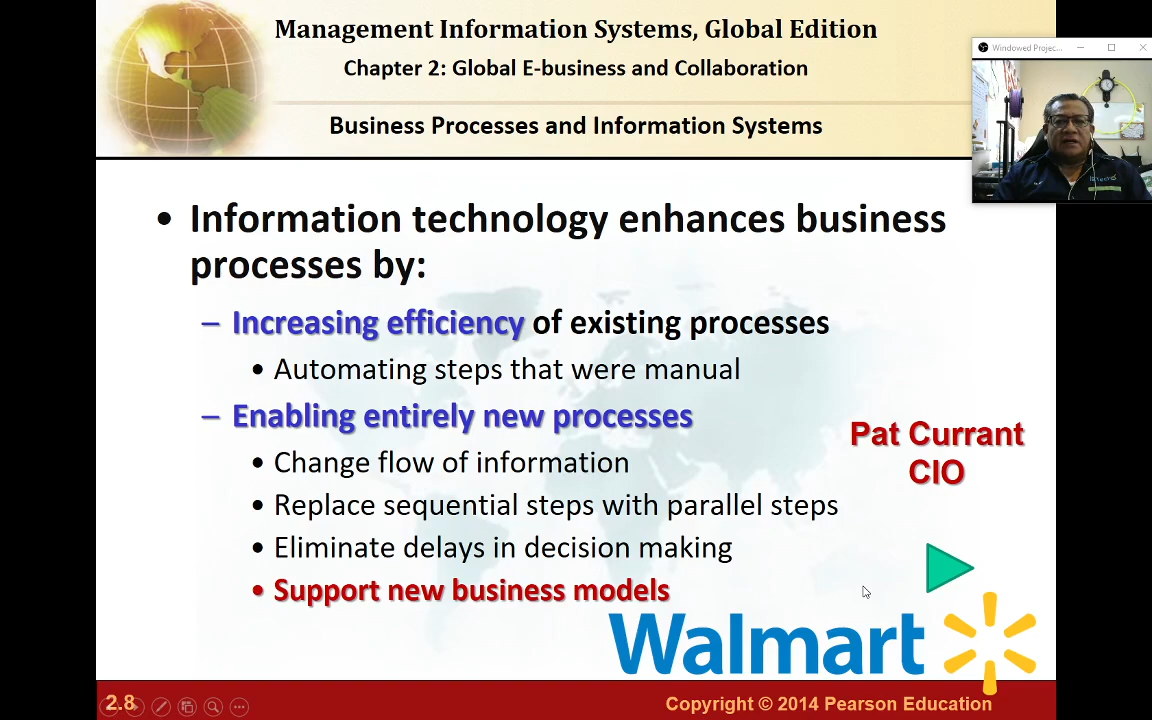 Management Information Systems, Global Edition
Chapter 2: Global E-business and Collaboration
Business Processes and Information Systems
Windowed Projec...
• Information technology enhances business
processes by:
– Increasing efficiency of existing processes
• Automating steps that were manual
– Enabling entirely new processes
• Change flow of information
• Replace sequential steps with parallel steps
• Eliminate delays in decision making
• Support new business models
Pat Currant
CIO
Walmart
2.8
Copyright © 2014 Pearson Education